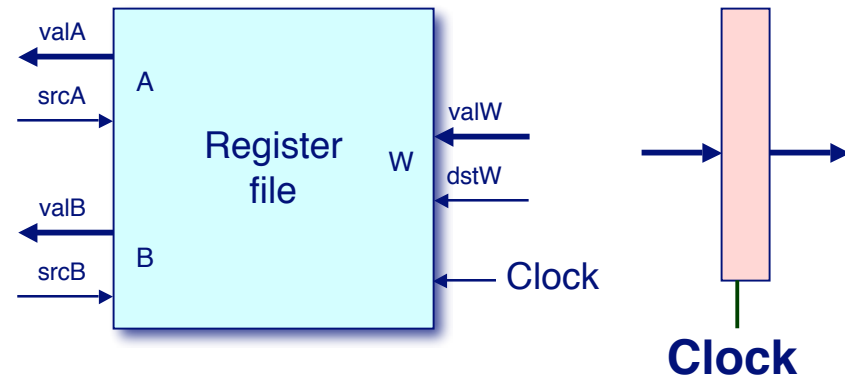 valA
A
srcA
Register
file
valB
B
srcB
valW
W
dstW
Clock
Clock